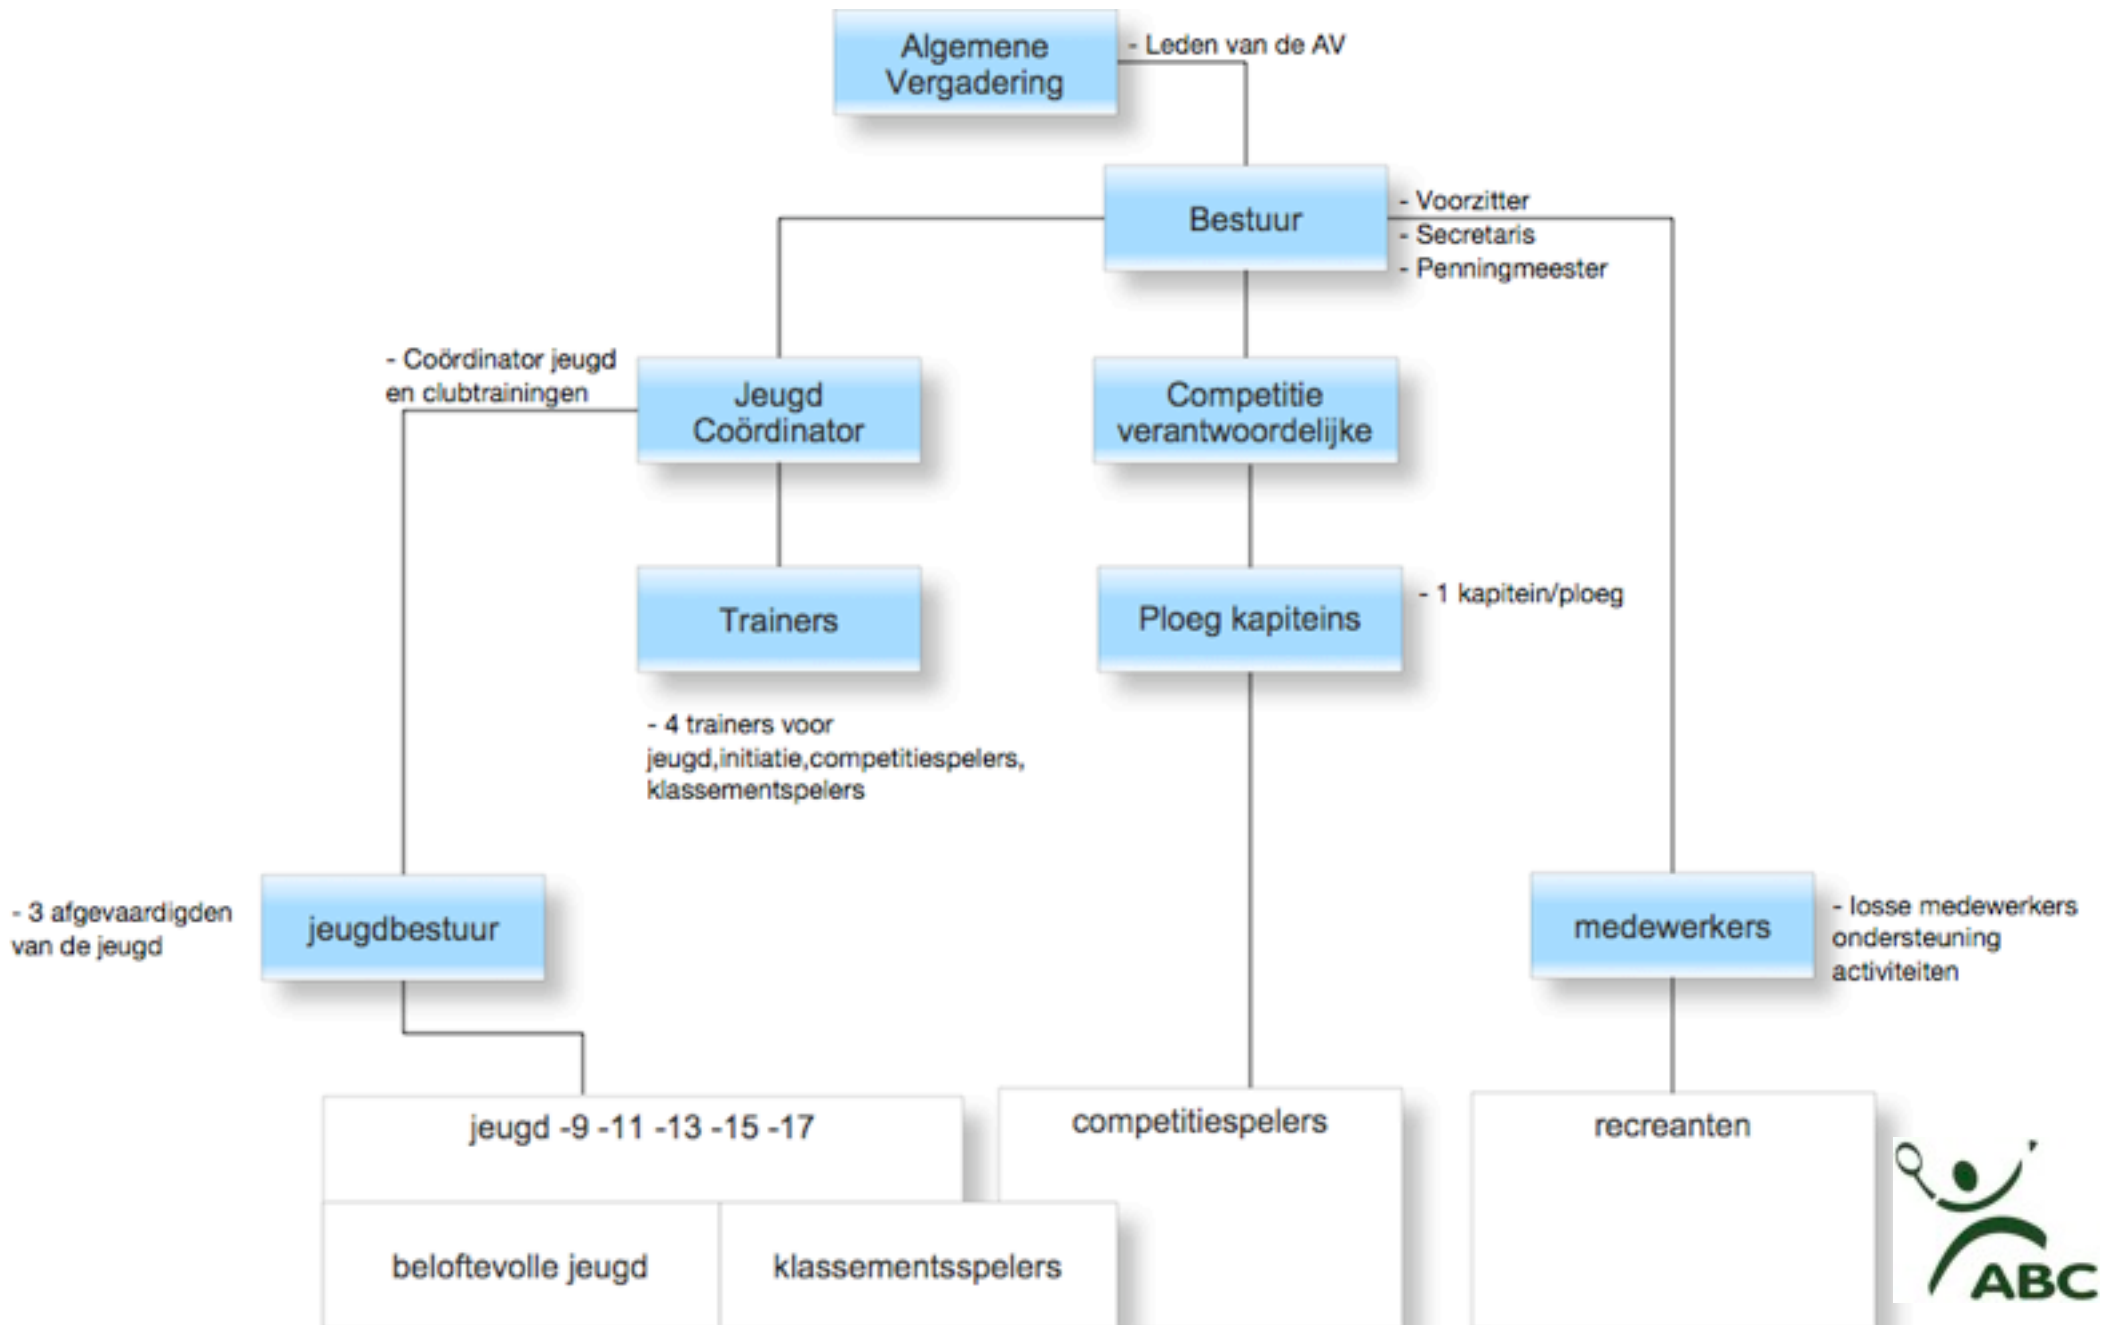 Algemene
Vergadering
- Leden van de AV
Bestuur
- Voorzitter
- Secretaris
- Penningmeester
- Coördinator jeugd
en clubtrainingen
Jeugd
Coördinator
Competitie
verantwoordelijke
Trainers
Ploeg kapiteins
- 1 kapitein/ploeg
- 4 trainers voor
jeugd,initiatie,competitiespelers,
klassementspelers
- 3 afgevaardigden
van de jeugd
jeugdbestuur
medewerkers
- losse medewerkers
ondersteuning
activiteiten
jeugd -9 -11 -13 -15 -17
competitiespelers
recreanten
beloftevolle jeugd
klassementsspelers
ABC